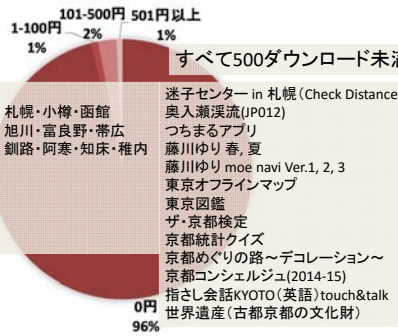 101-500円
501円以上
1-100円
2%
1%
1%
すべて500ダウンロード未満
迷子センター in 札幌(Check Distance
札幌・小樽・函館
奥入瀬渓流(JP012)
旭川・富良野・帯広
つちまるアプリ
釧路・阿寒・知床・稚内
藤川ゆり 春, 夏
藤川ゆり moe navi Ver.1, 2, 3
東京オフラインマップ
東京図鑑
ザ・京都検定
京都統計クイズ
京都めぐりの路~デコレーション~
京都コンシェルジュ(2014-15)
指さし会話KYOTO(英語)touch&talk
世界遺産(古都京都の文化財)
0円
96%